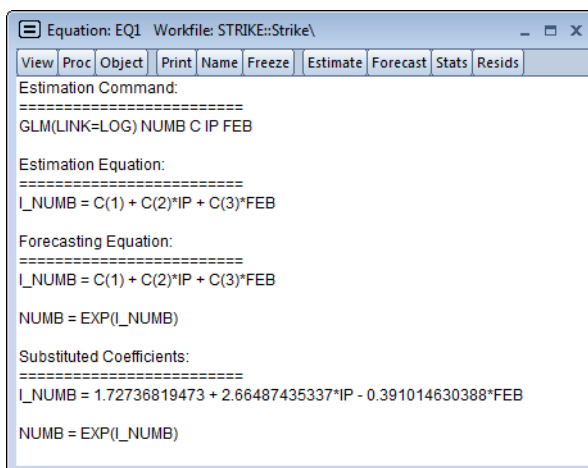 Equation: EQ1 Workfile: STRIKE::Strike\
View Proc Object Print Name Freeze Estimate Forecast Stats Resids
Estimation Command:
=========================
GLM(LINK=LOG) NUMB C IP FEB
Estimation Equation:
=========================
I_NUMB = C(1) + C(2)*IP + C(3)*FEB
Forecasting Equation:
=========================
I_NUMB = C(1) + C(2)*IP + C(3)*FEB
NUMB = EXP(I_NUMB)
Substituted Coefficients:
=========================
I_NUMB = 1.72736819473 + 2.66487435337*IP - 0.391014630388*FEB
NUMB = EXP(I_NUMB)